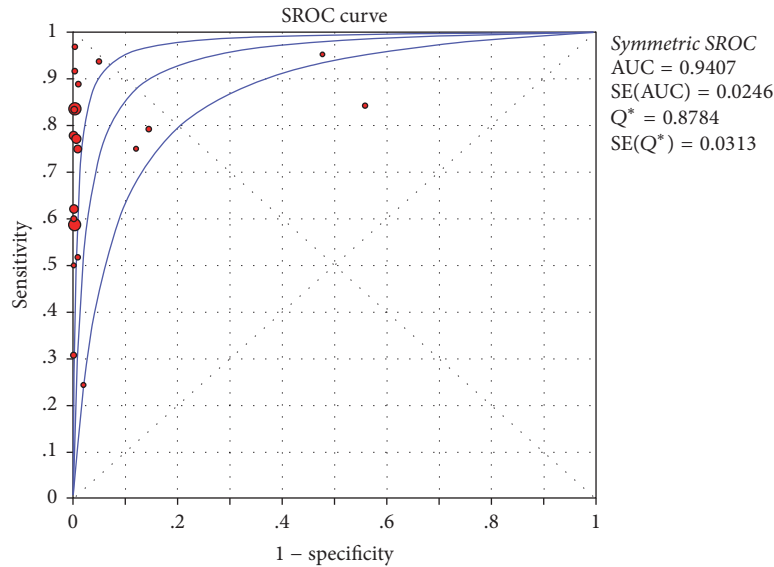 SROC curve
1
.9
.8
.7
.6
.5
.4
.3
.2
.1
0
Sensitivity
0
.2
.4
.6
.8
1
1 − specificity
Symmetric SROC
AUC = 0.9407
SE(AUC) = 0.0246
Q* = 0.8784
SE(Q*) = 0.0313